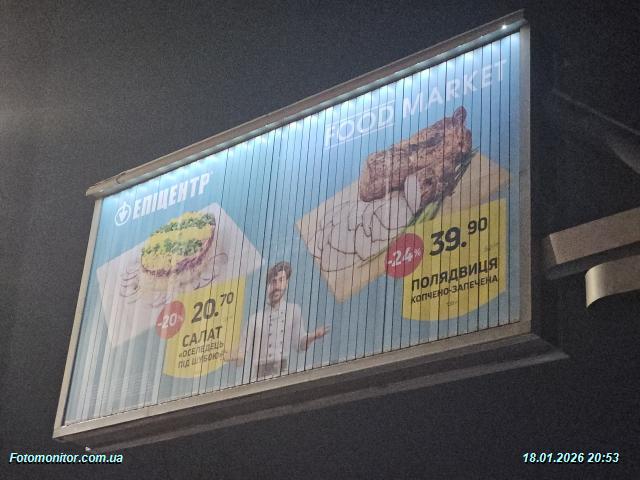 FOOD MARKET
ЕПІЦЕНТР
-24% 39.90
ПОЛЯДВИЦЯ
КОПЧЕНО-ЗАПЕЧЕНА
-20% 20.70
САЛАТ
«ОСЕЛЕДЕЦЬ
ПІД ШУБОЮ»
Fotomonitor.com.ua
18.01.2026 20:53